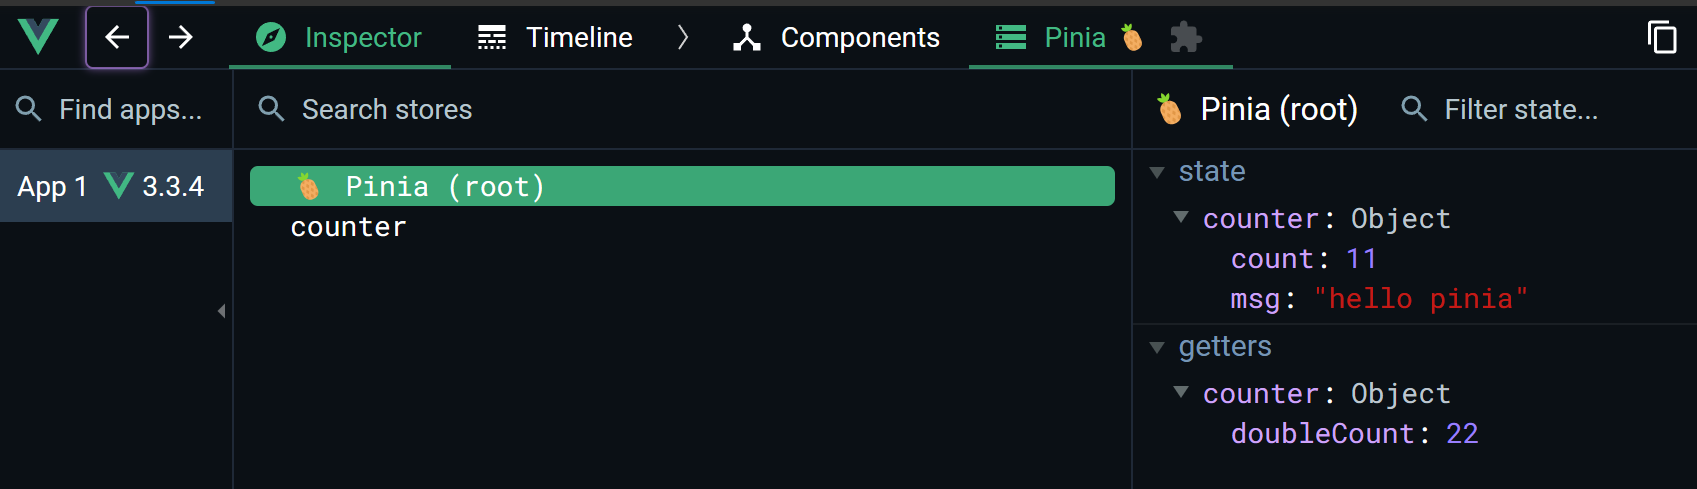 Inspector Timeline Components Pinia 🍍
Find apps...
Search stores
🍍 Pinia (root)
Filter state...
App 1 3.3.4
🍍 Pinia (root)
counter
state
counter: Object
count: 11
msg: "hello pinia"
getters
counter: Object
doubleCount: 22